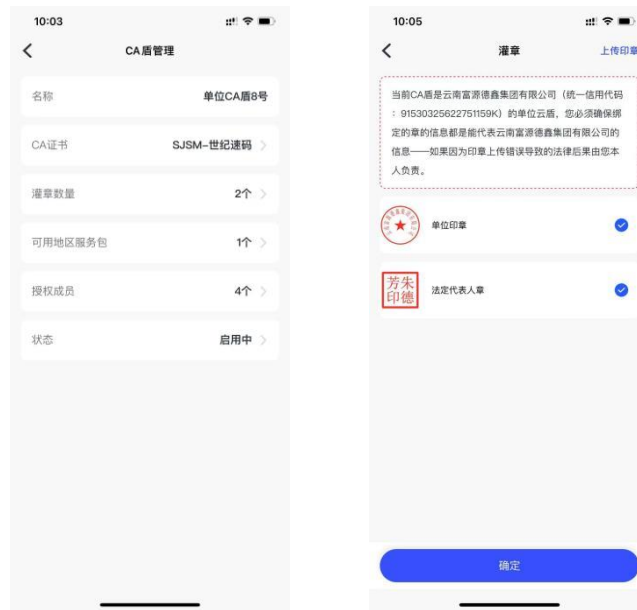 10:03
CA盾管理
名称 单位CA盾8号
CA证书 SJSM-世纪速码
灌章数量 2个
可用地区服务包 1个
授权成员 4个
状态 启用中
10:05
灌章 上传印章
当前CA盾是云南富源德鑫集团有限公司（统一信用代码
：91530325622751159K）的单位云盾，您必须确保绑
定的章的信息都是能代表云南富源德鑫集团有限公司的
信息——如果因为印章上传错误导致的法律后果由您本
人负责。
单位印章
朱德芳印
法定代表人章
确定